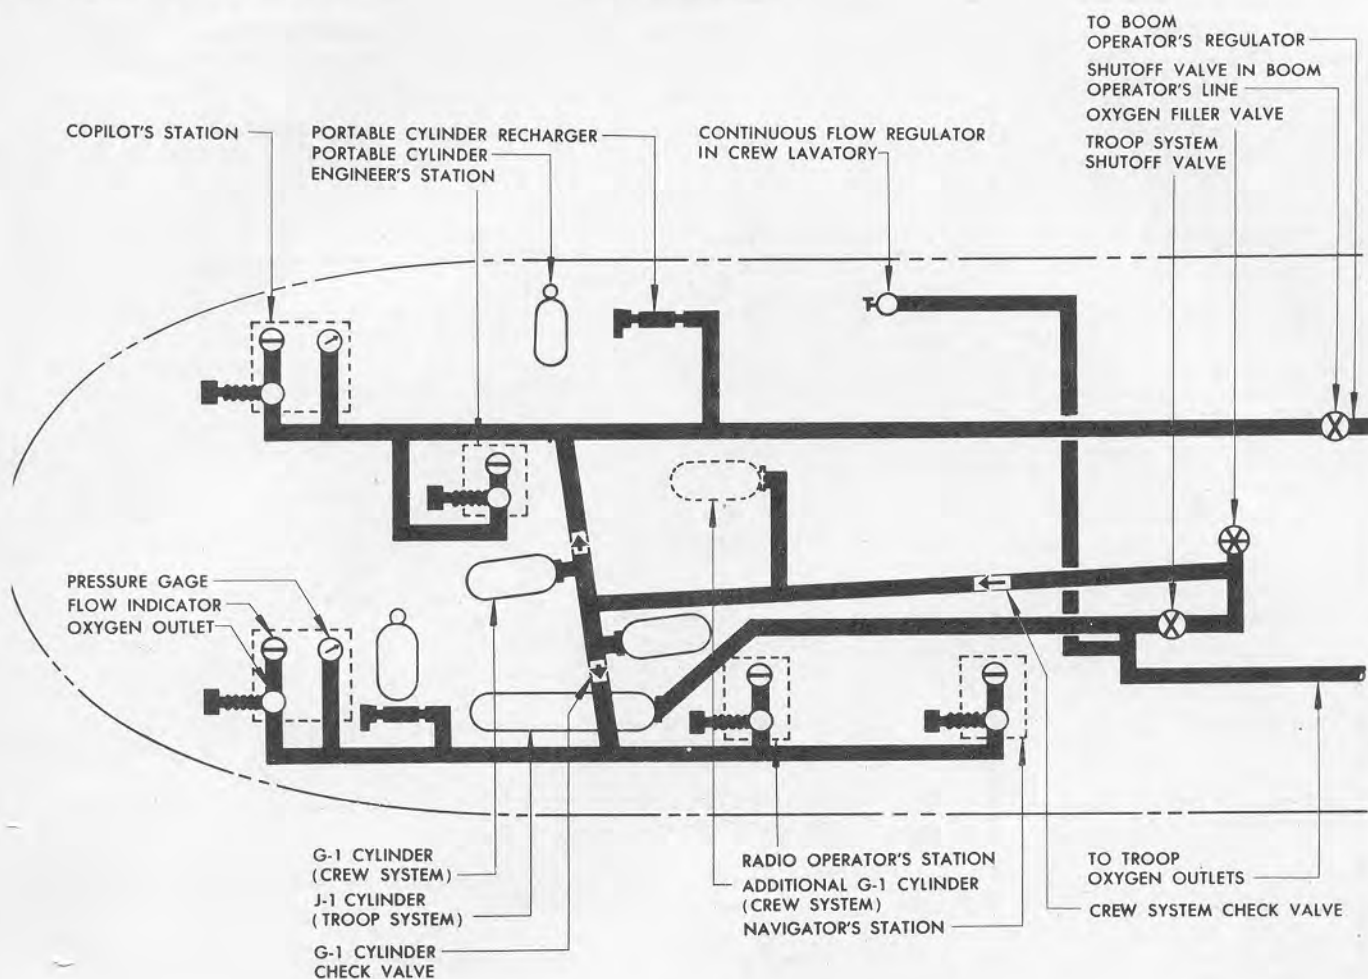 TO BOOM
OPERATOR'S REGULATOR
SHUTOFF VALVE IN BOOM
OPERATOR'S LINE
OXYGEN FILLER VALVE
TROOP SYSTEM
SHUTOFF VALVE
COPILOT'S STATION
PORTABLE CYLINDER RECHARGER
PORTABLE CYLINDER
ENGINEER'S STATION
CONTINUOUS FLOW REGULATOR
IN CREW LAVATORY
PRESSURE GAGE
FLOW INDICATOR
OXYGEN OUTLET
G-1 CYLINDER
(CREW SYSTEM)
J-1 CYLINDER
(TROOP SYSTEM)
G-1 CYLINDER
CHECK VALVE
RADIO OPERATOR'S STATION
ADDITIONAL G-1 CYLINDER
(CREW SYSTEM)
NAVIGATOR'S STATION
TO TROOP
OXYGEN OUTLETS
CREW SYSTEM CHECK VALVE